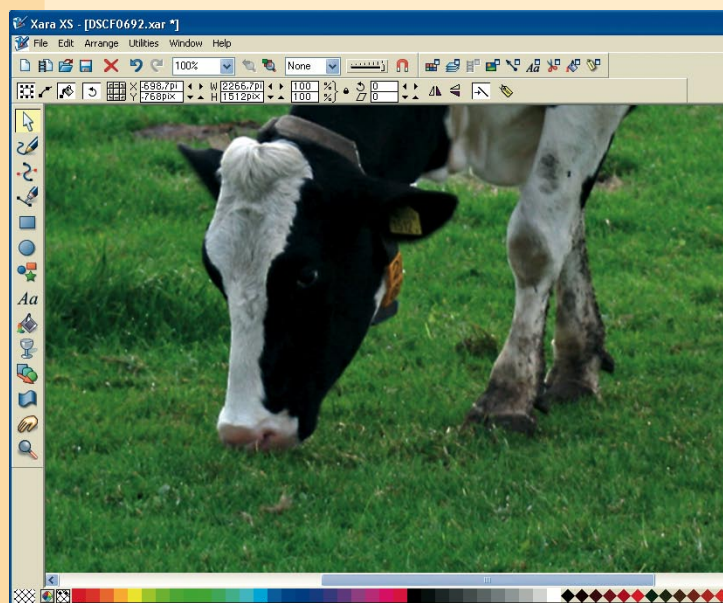 Xara XS - [DSCF0692.xar *]
File Edit Arrange Utilities Window Help
100% None
X -698.7pi W 2266.7pi 100 % 0
Y -768pix H 1512pix 100 % 0
Aa